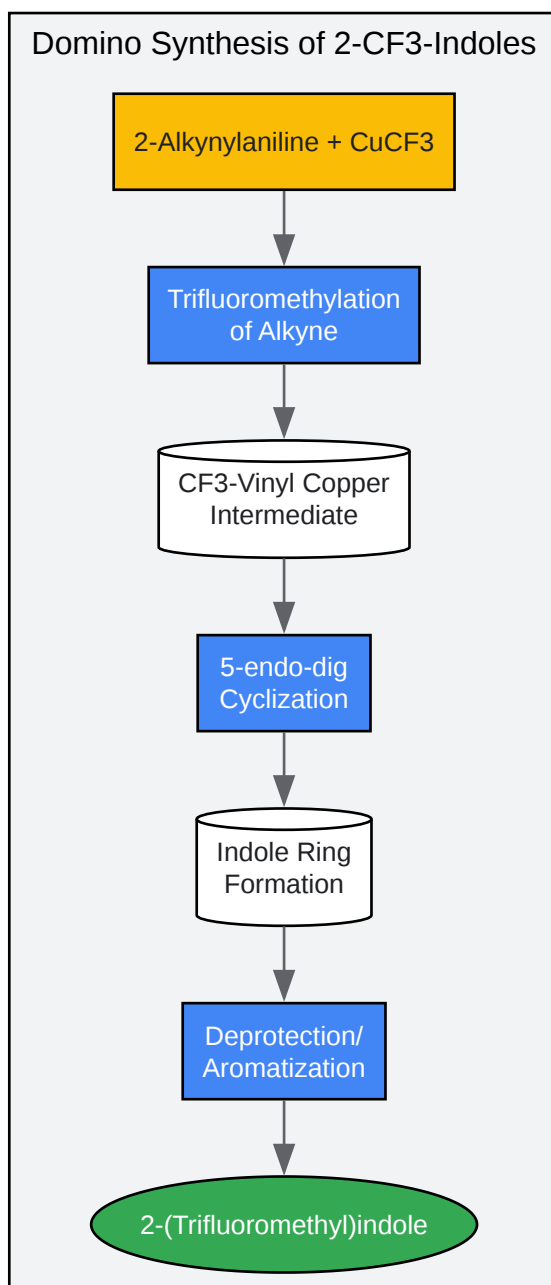 Domino Synthesis of 2-CF3-Indoles
2-Alkynylaniline + CuCF3
Trifluoromethylation
of Alkyne
CF3-Vinyl Copper
Intermediate
5-endo-dig
Cyclization
Indole Ring
Formation
Deprotection/
Aromatization
2-(Trifluoromethyl)indole